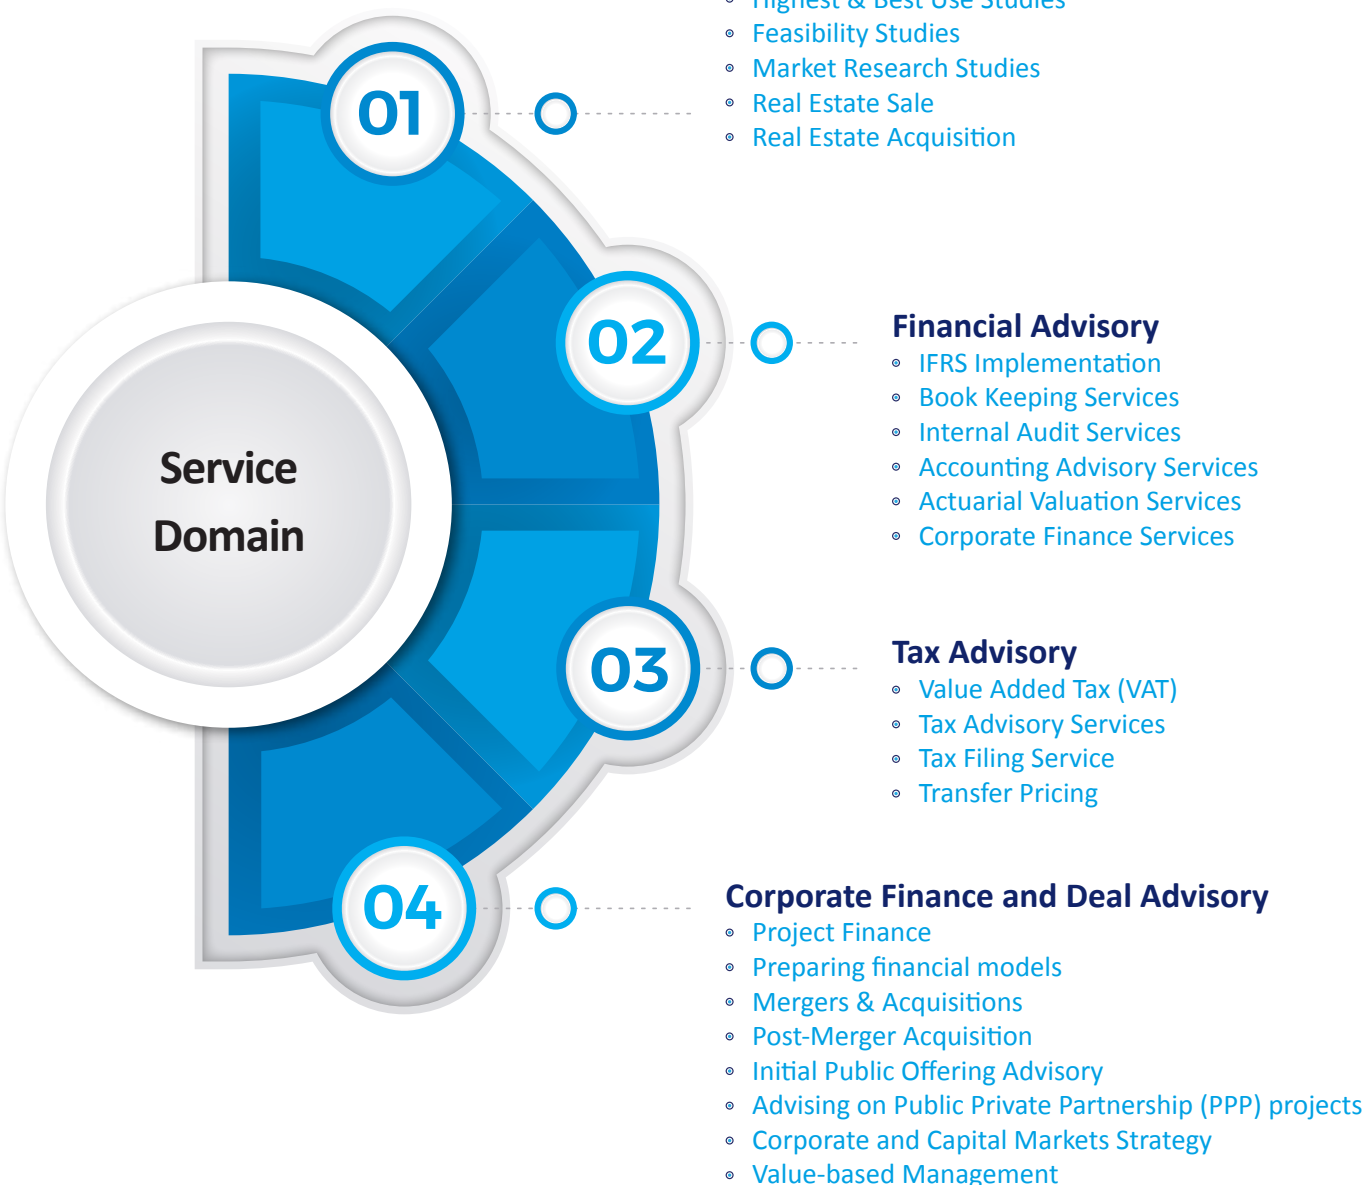 Highest & Best Use Studies
Feasibility Studies
Market Research Studies
Real Estate Sale
Real Estate Acquisition
01
02
Financial Advisory
IFRS Implementation
Book Keeping Services
Internal Audit Services
Accounting Advisory Services
Actuarial Valuation Services
Corporate Finance Services
Service
Domain
03
Tax Advisory
Value Added Tax (VAT)
Tax Advisory Services
Tax Filing Service
Transfer Pricing
04
Corporate Finance and Deal Advisory
Project Finance
Preparing financial models
Mergers & Acquisitions
Post-Merger Acquisition
Initial Public Offering Advisory
Advising on Public Private Partnership (PPP) projects
Corporate and Capital Markets Strategy
Value-based Management